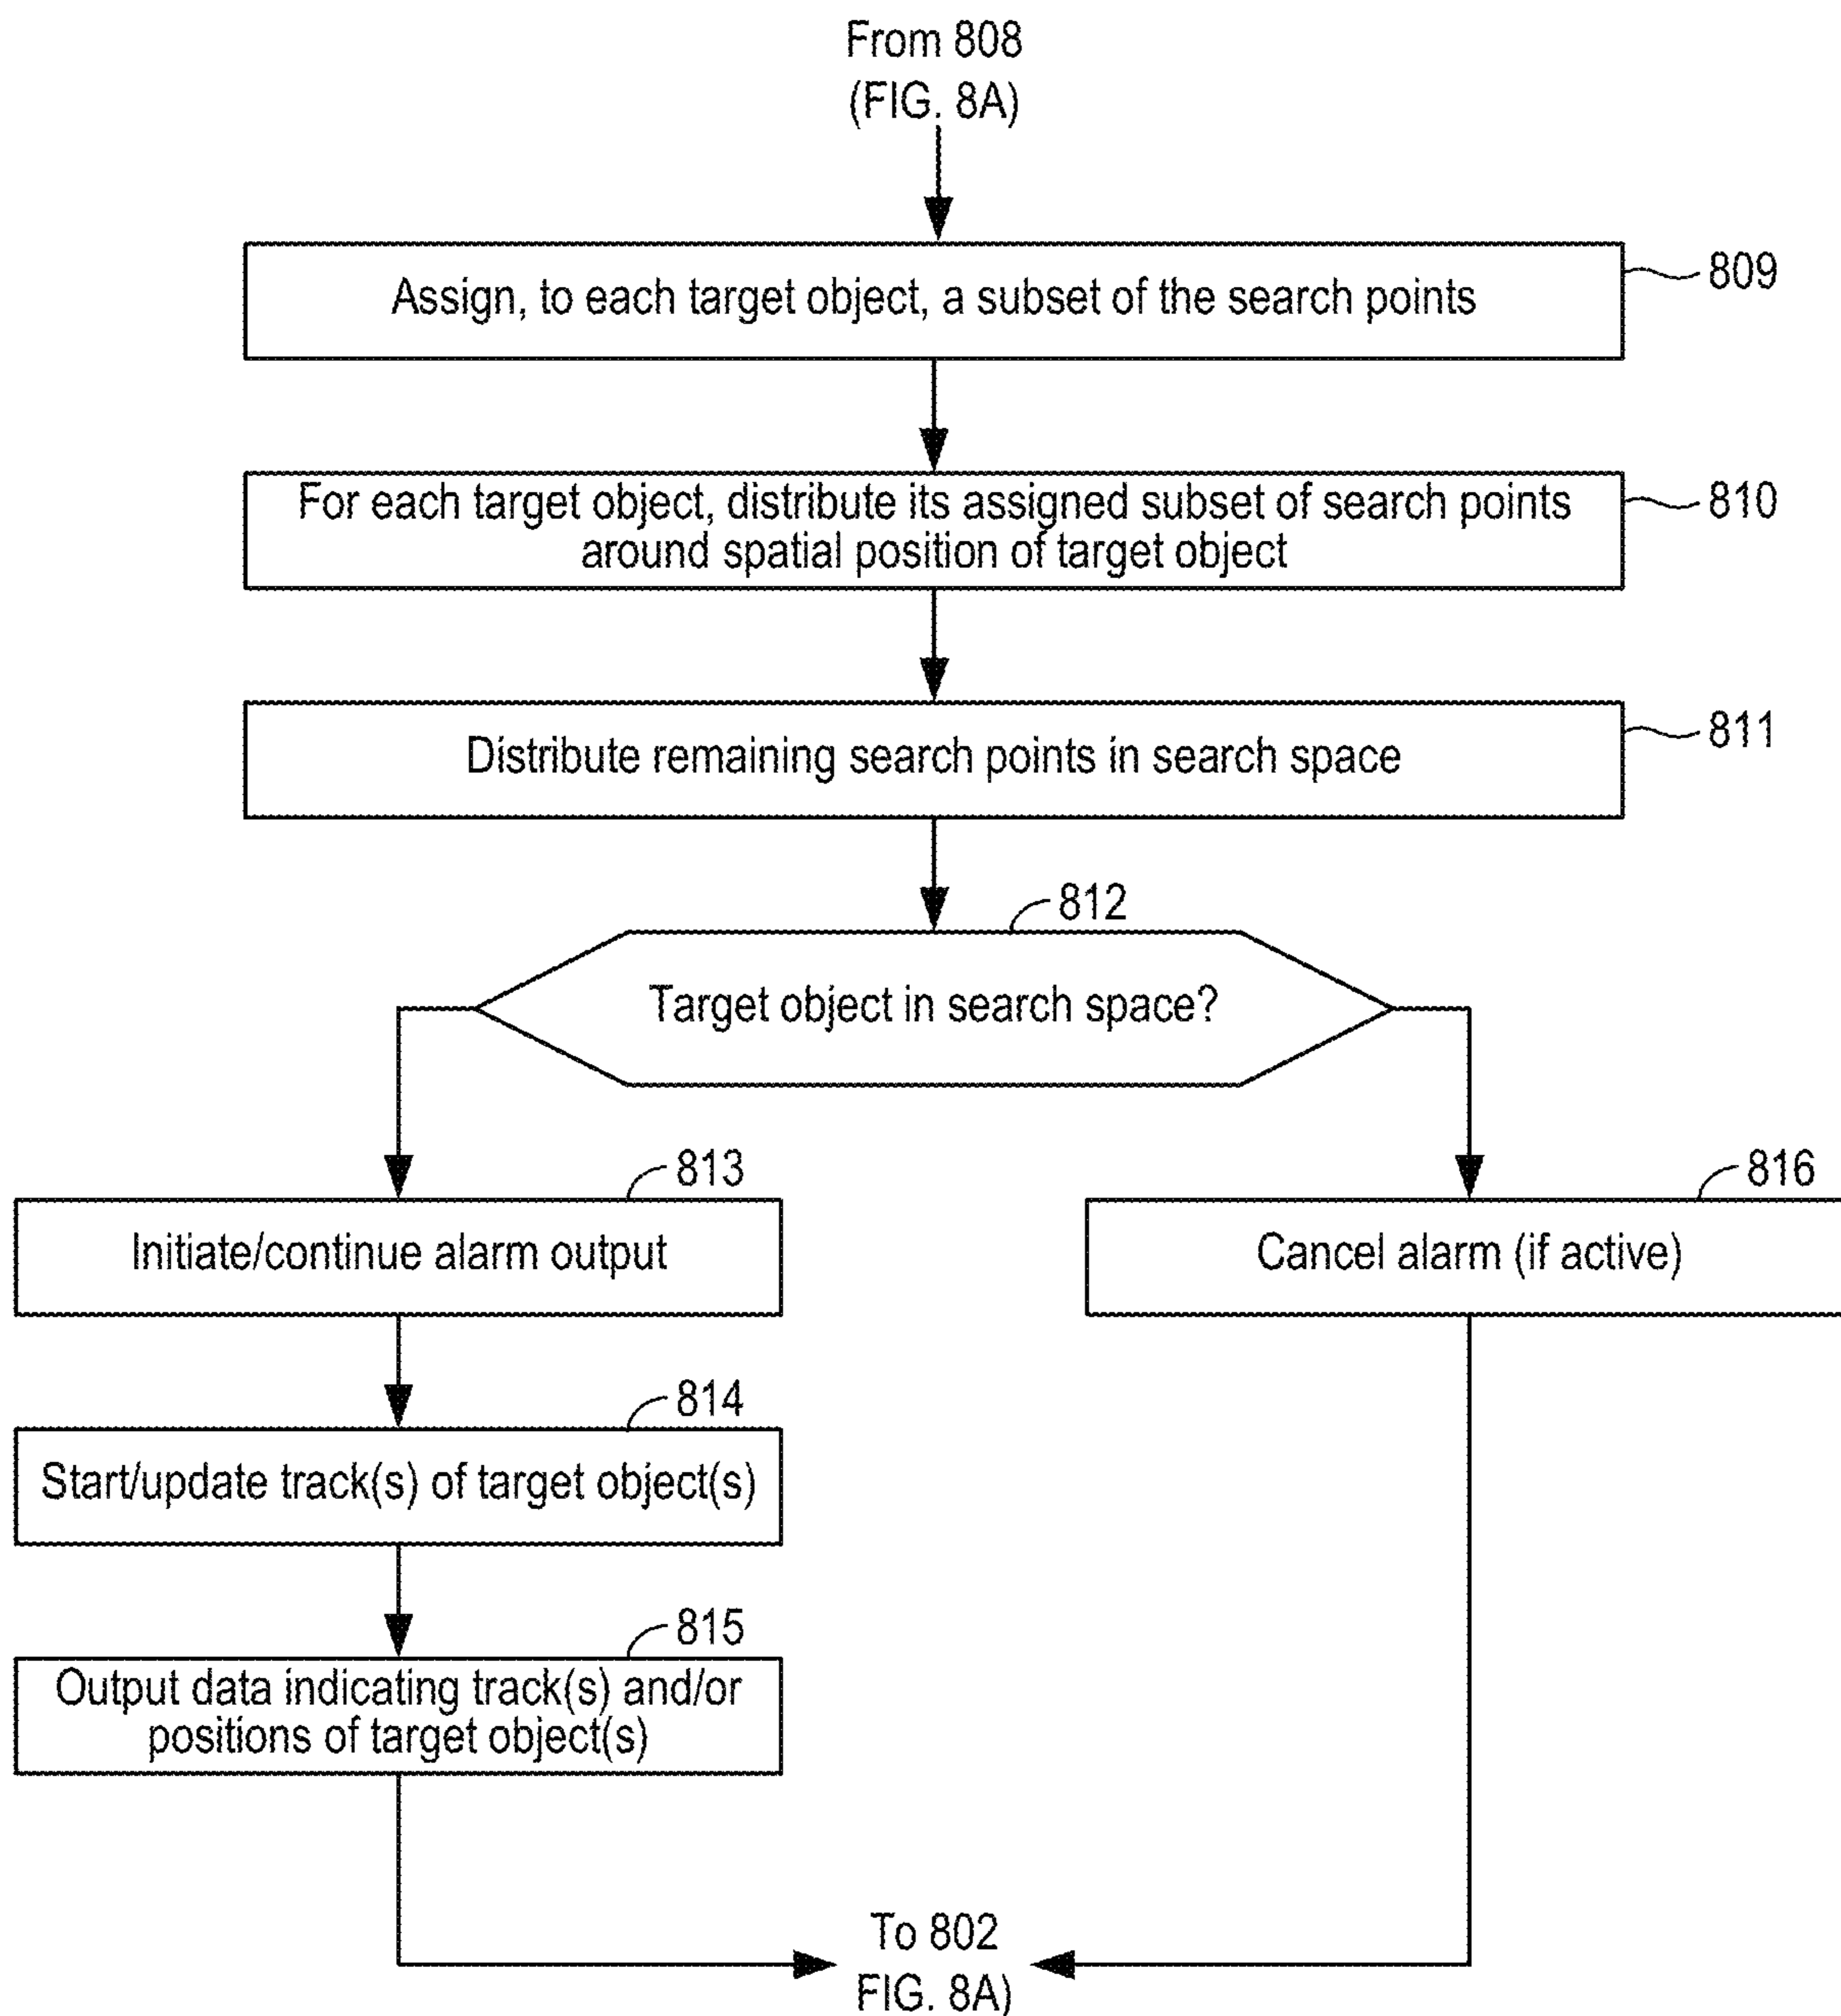 From 808
(FIG. 8A)
Assign, to each target object, a subset of the search points
809
For each target object, distribute its assigned subset of search points
around spatial position of target object
810
Distribute remaining search points in search space
811
812
Target object in search space?
813
Initiate/continue alarm output
816
Cancel alarm (if active)
814
Start/update track(s) of target object(s)
815
Output data indicating track(s) and/or
positions of target object(s)
To 802
FIG. 8A)